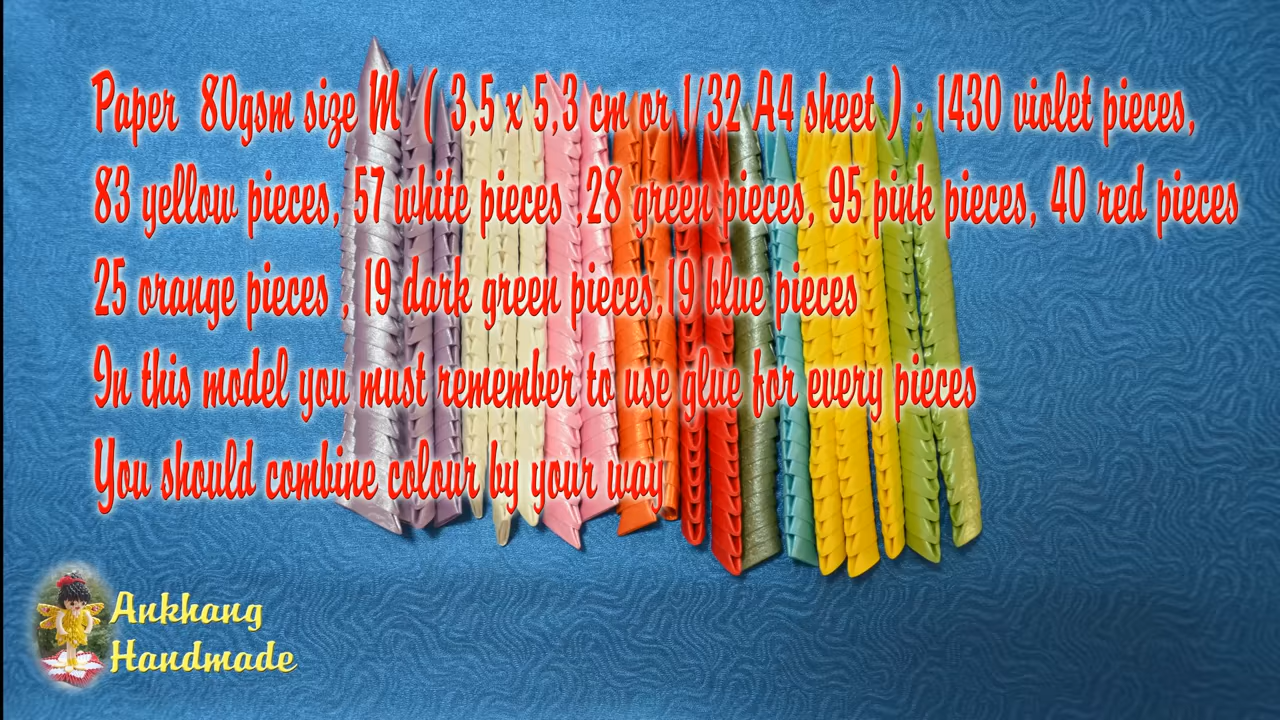 Paper 80gsm size M ( 3,5 x 5,3 cm or 1/32 A4 sheet ) : 1430 violet pieces,
83 yellow pieces, 57 white pieces ,28 green pieces, 95 pink pieces, 40 red pieces
25 orange pieces , 19 dark green pieces,19 blue pieces
In this model you must remember to use glue for every pieces
You should combine colour by your way
Ankhang
Handmade